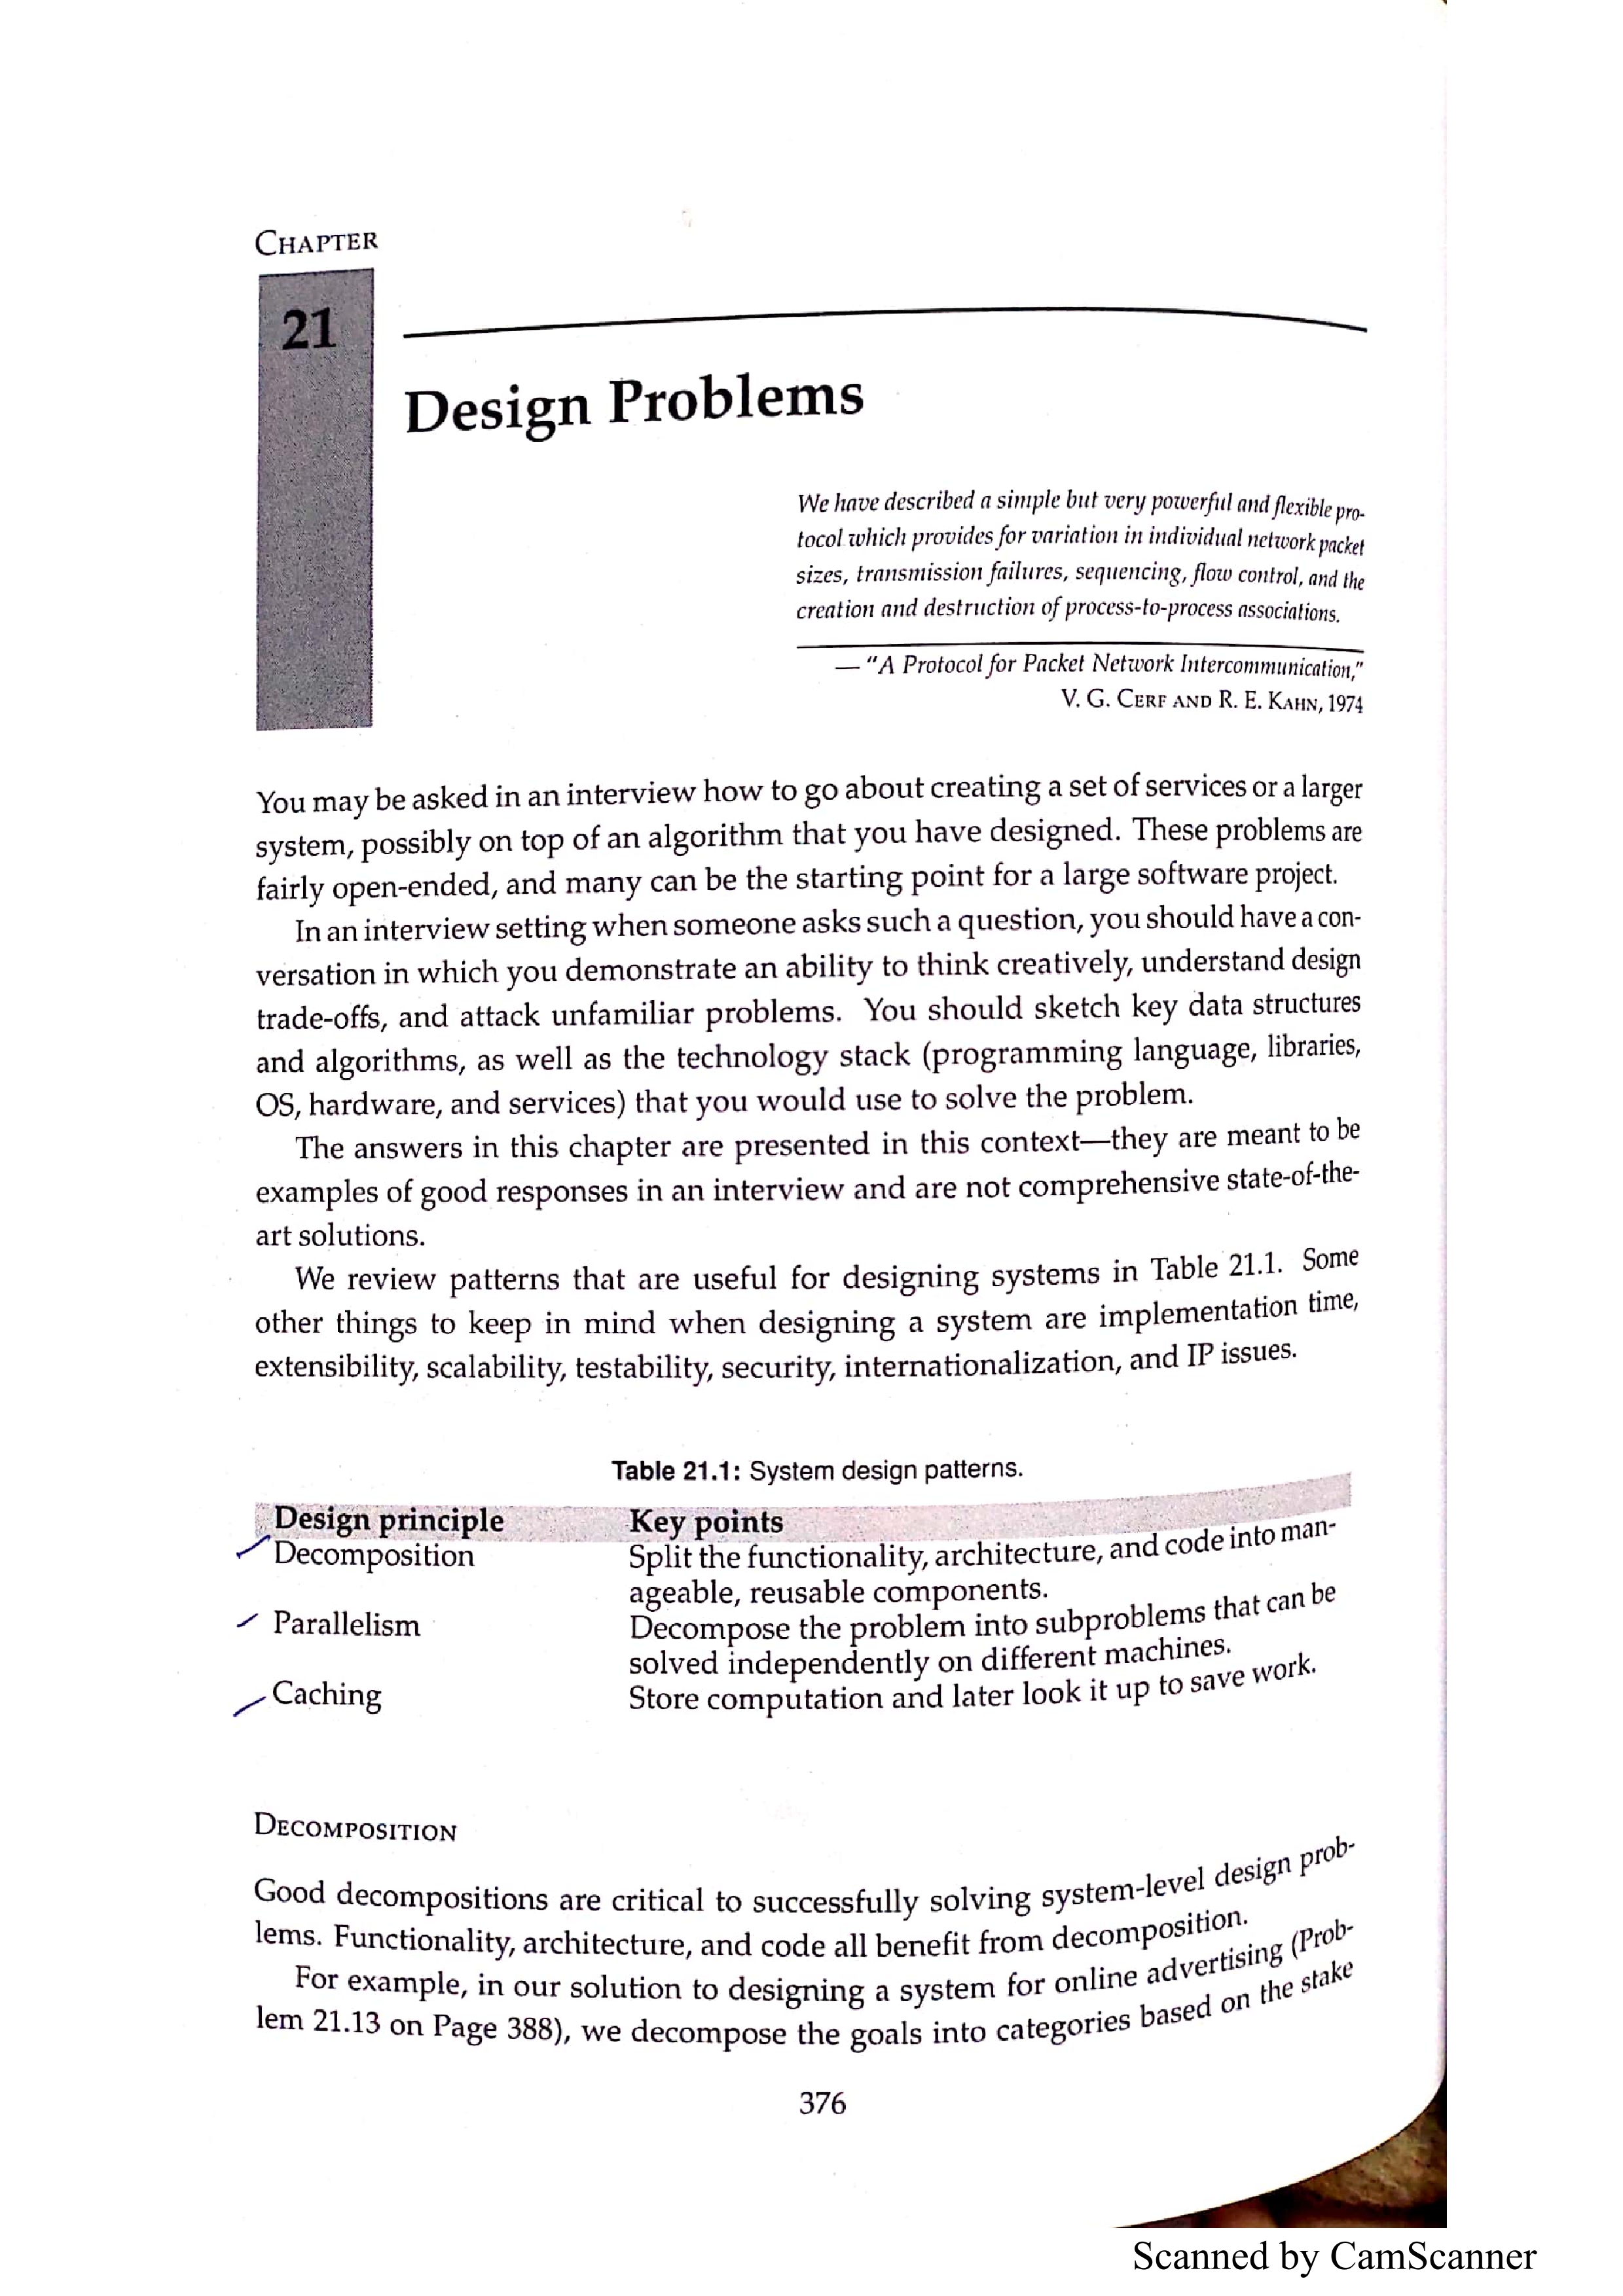 CHAPTER
21
Design Problems
We have described a simple but very powerful and flexible pro-
tocol which provides for variation in individual network packet
sizes, transmission failures, sequencing, flow control, and the
creation and destruction of process-to-process associations.
— "A Protocol for Packet Network Intercommunication,"
V. G. CERF AND R. E. KAHN, 1974
You may be asked in an interview how to go about creating a set of services or a larger
system, possibly on top of an algorithm that you have designed. These problems are
fairly open-ended, and many can be the starting point for a large software project.
In an interview setting when someone asks such a question, you should have a con-
versation in which you demonstrate an ability to think creatively, understand design
trade-offs, and attack unfamiliar problems. You should sketch key data structures
and algorithms, as well as the technology stack (programming language, libraries,
OS, hardware, and services) that you would use to solve the problem.
The answers in this chapter are presented in this context—they are meant to be
examples of good responses in an interview and are not comprehensive state-of-the-
art solutions.
We review patterns that are useful for designing systems in Table 21.1. Some
other things to keep in mind when designing a system are implementation time,
extensibility, scalability, testability, security, internationalization, and IP issues.
Table 21.1: System design patterns.
Design principle Key points
Decomposition Split the functionality, architecture, and code into man-
ageable, reusable components.
Parallelism Decompose the problem into subproblems that can be
solved independently on different machines.
Caching Store computation and later look it up to save work.
DECOMPOSITION
Good decompositions are critical to successfully solving system-level design prob-
lems. Functionality, architecture, and code all benefit from decomposition.
For example, in our solution to designing a system for online advertising (Prob-
lem 21.13 on Page 388), we decompose the goals into categories based on the stake
376
Scanned by CamScanner